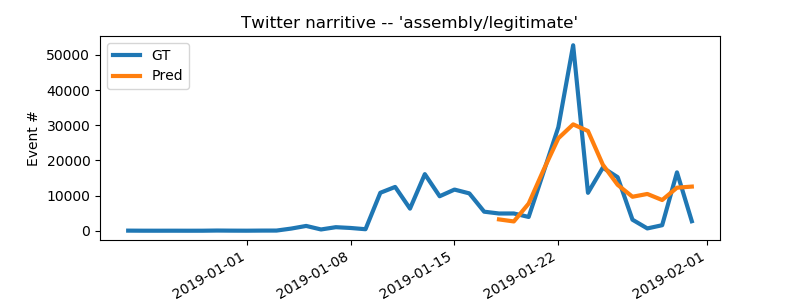 Twitter narritive -- 'assembly/legitimate'
GT
Pred
Event #
50000
40000
30000
20000
10000
0
2019-01-01
2019-01-08
2019-01-15
2019-01-22
2019-02-01